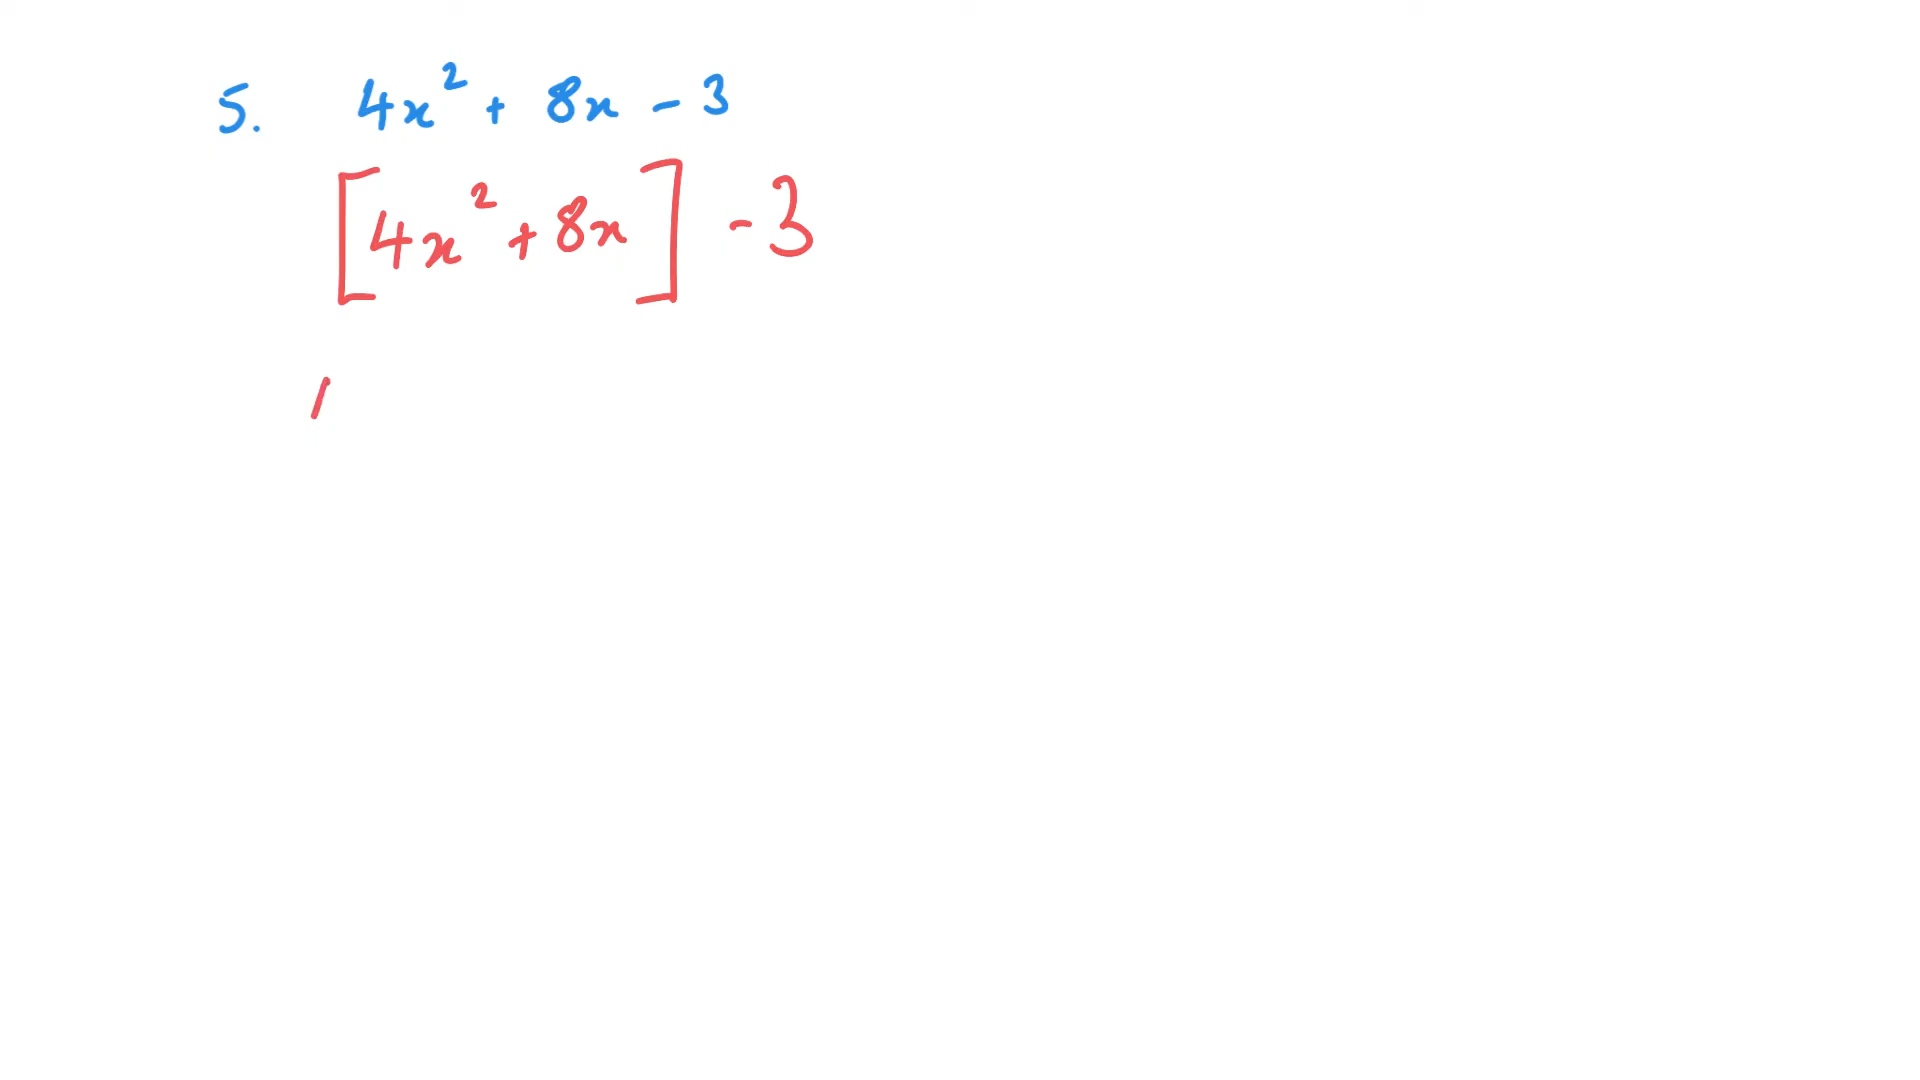 5. 4x² + 8x - 3
[4x² + 8x] - 3